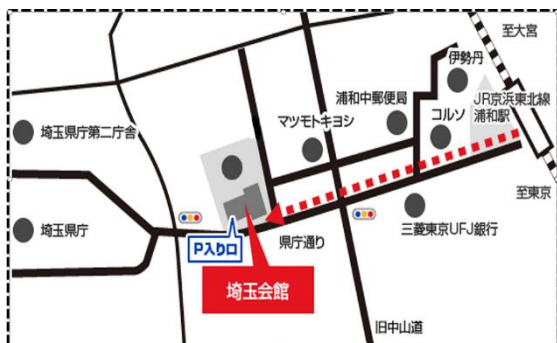 至大宮
伊勢丹
JR京浜東北線
浦和駅
浦和中郵便局
コルソ
マツモトキヨシ
埼玉県庁第二庁舎
至東京
埼玉県庁
三菱東京UFJ銀行
県庁通り
P入り口
埼玉会館
旧中山道